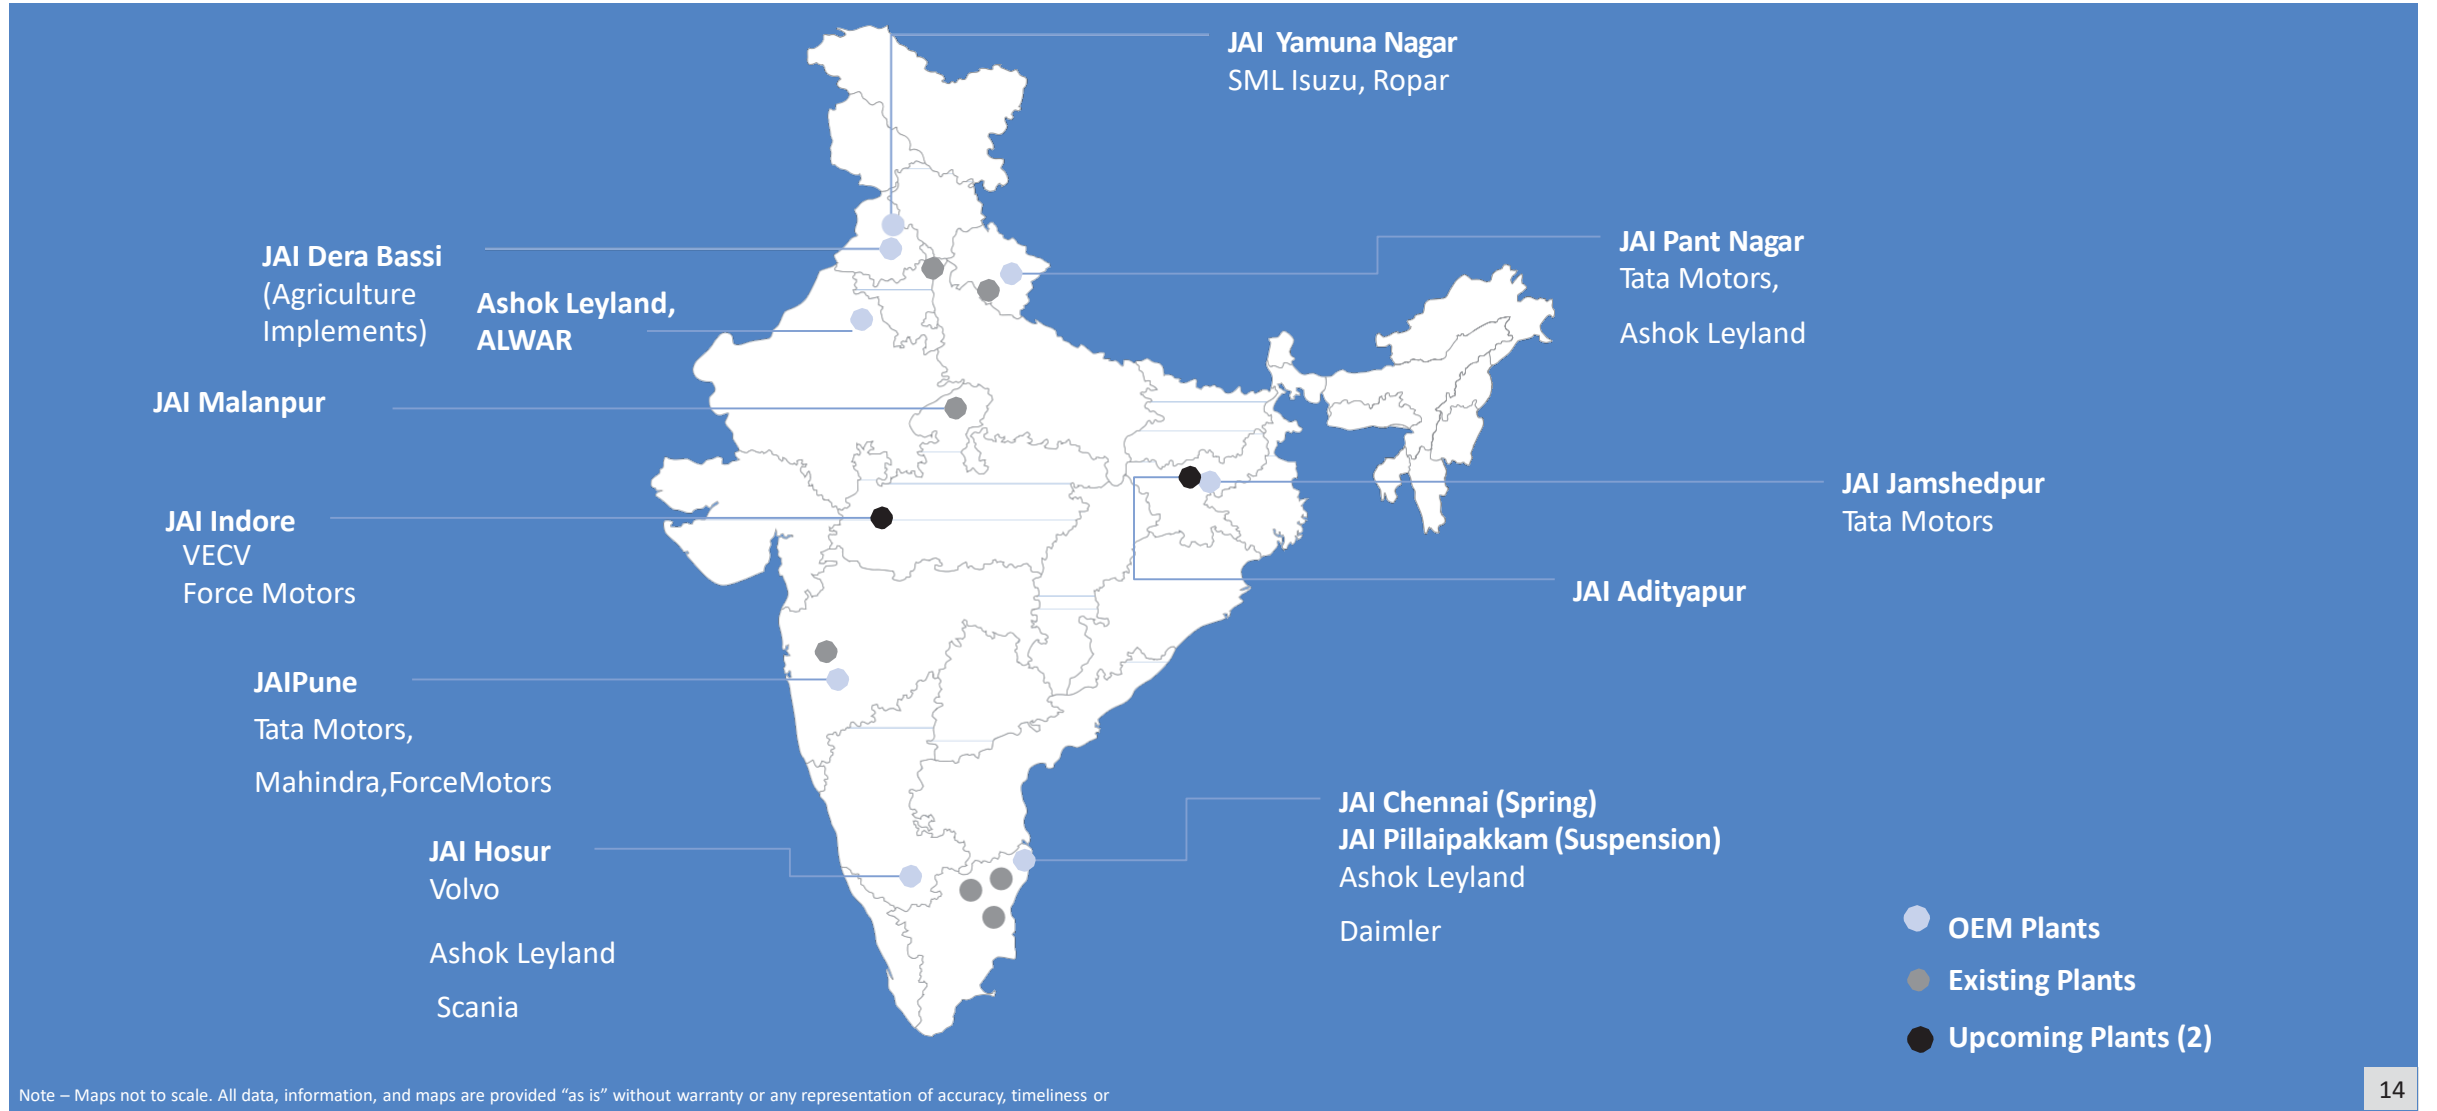 JAI Yamuna Nagar
SML Isuzu, Ropar
JAI Dera Bassi
(Agriculture
Implements)
Ashok Leyland,
ALWAR
JAI Pant Nagar
Tata Motors,
Ashok Leyland
JAI Malanpur
JAI Jamshedpur
Tata Motors
JAI Indore
VECV
Force Motors
JAI Adityapur
JAIPune
Tata Motors,
Mahindra,ForceMotors
JAI Chennai (Spring)
JAI Pillaipakkam (Suspension)
Ashok Leyland
Daimler
JAI Hosur
Volvo
Ashok Leyland
Scania
OEM Plants
Existing Plants
Upcoming Plants (2)
Note – Maps not to scale. All data, information, and maps are provided “as is” without warranty or any representation of accuracy, timeliness or
14